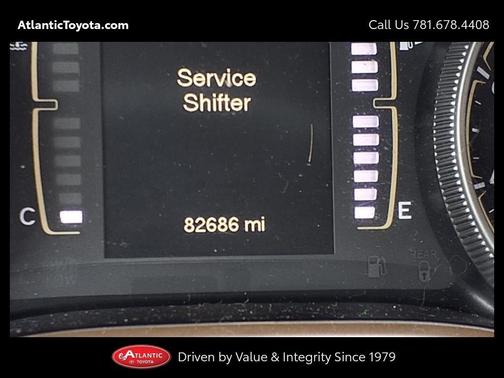 AtlanticToyota.com
Call Us 781.678.4408
Service
Shifter
C
E
82686 mi
REAR
ATLANTIC
TOYOTA
Driven by Value & Integrity Since 1979